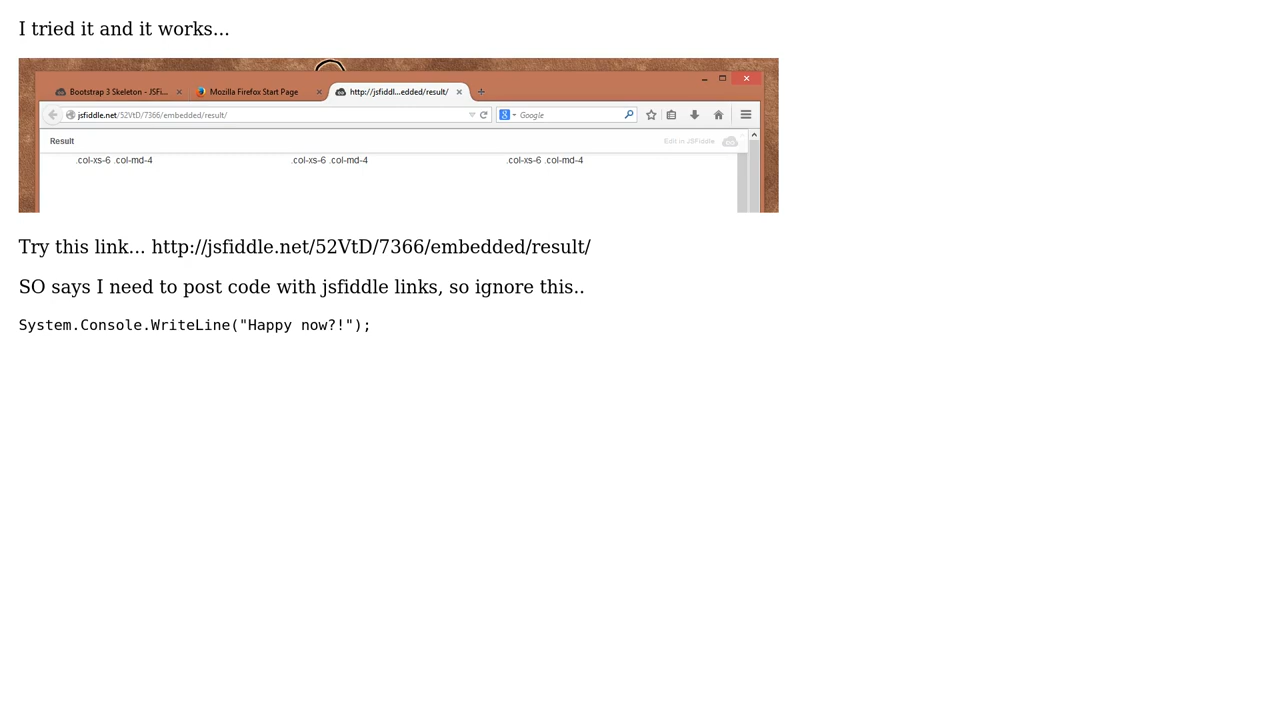 I tried it and it works...
Bootstrap 3 Skeleton - JSFi... Mozilla Firefox Start Page http://jsfiddl...edded/result/
jsfiddle.net/52VtD/7366/embedded/result/ Google
Result Edit in JSFiddle
.col-xs-6 .col-md-4 .col-xs-6 .col-md-4 .col-xs-6 .col-md-4
Try this link... http://jsfiddle.net/52VtD/7366/embedded/result/
SO says I need to post code with jsfiddle links, so ignore this..
System.Console.WriteLine("Happy now?!");